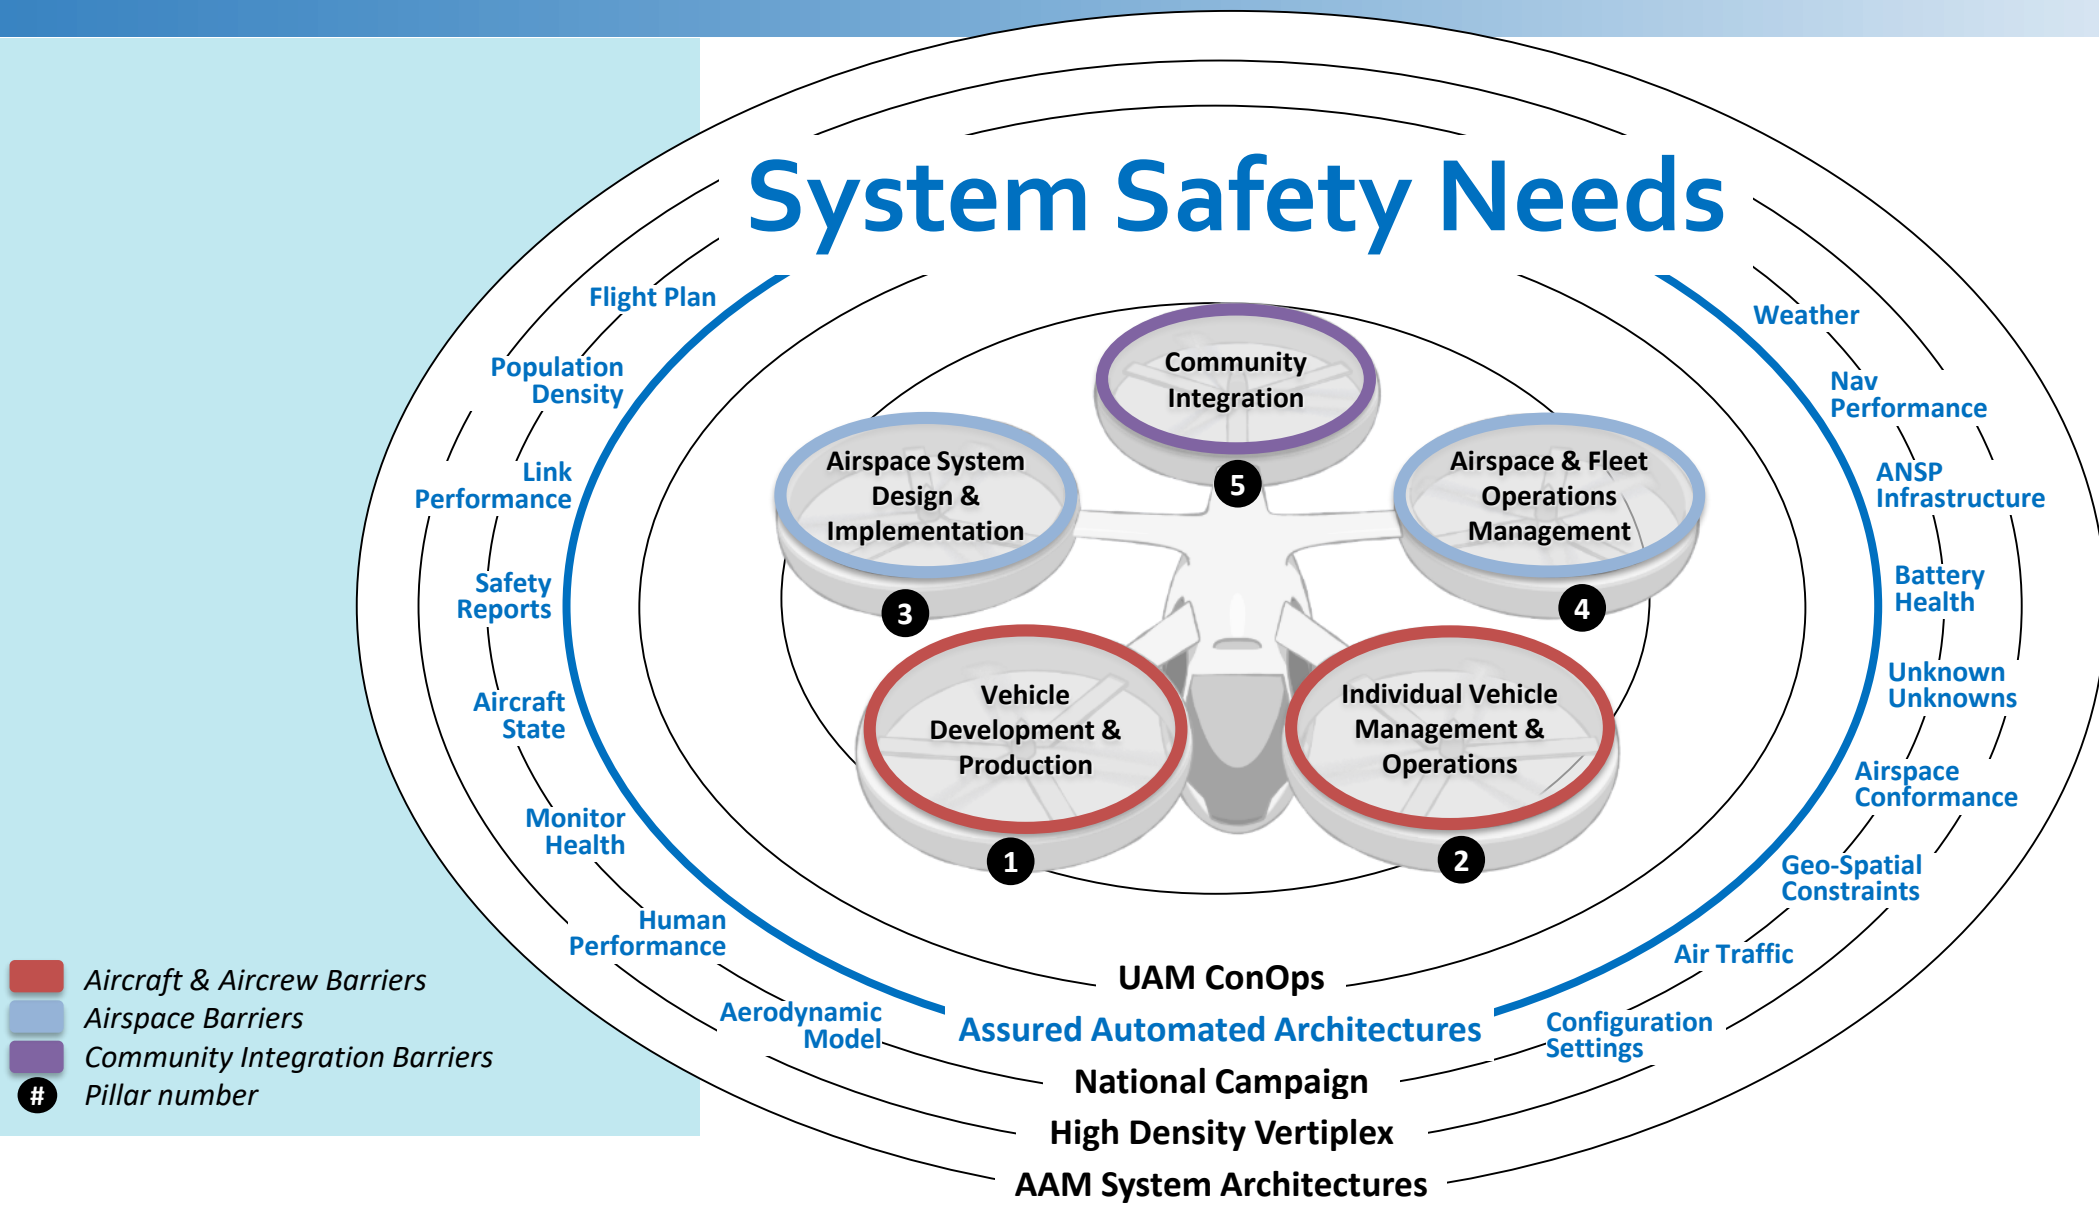 System Safety Needs
Flight Plan
Population
Density
Link
Performance
Safety
Reports
Aircraft
State
Monitor
Health
Human
Performance
Aerodynamic
Model
Weather
Nav
Performance
ANSP
Infrastructure
Battery
Health
Unknown
Unknowns
Airspace
Conformance
Geo-Spatial
Constraints
Air Traffic
Configuration
Settings
Community
Integration
5
Airspace System
Design &
Implementation
3
Airspace & Fleet
Operations
Management
4
Vehicle
Development &
Production
1
Individual Vehicle
Management &
Operations
2
UAM ConOps
Assured Automated Architectures
National Campaign
High Density Vertiplex
AAM System Architectures
Aircraft & Aircrew Barriers
Airspace Barriers
Community Integration Barriers
# Pillar number